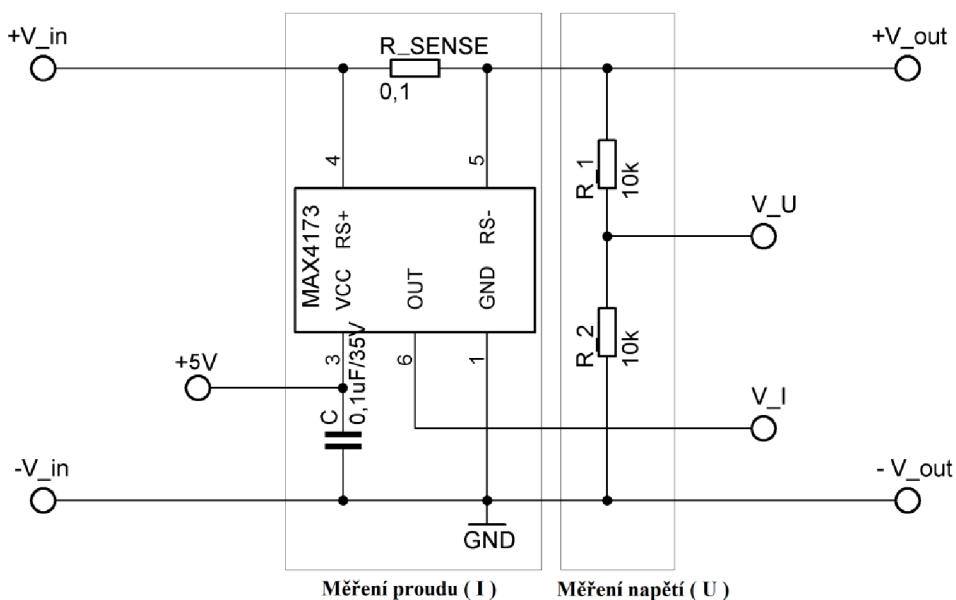 +V_in
R_SENSE
0,1
+V_out
4
5
R_1
10k
V_U
MAX4173
RS+
RS-
VCC
OUT
GND
R_2
10k
3
6
1
+5V
C
0,1uF/35V
V_I
-V_in
- V_out
GND
Měření proudu ( I )
Měření napětí ( U )